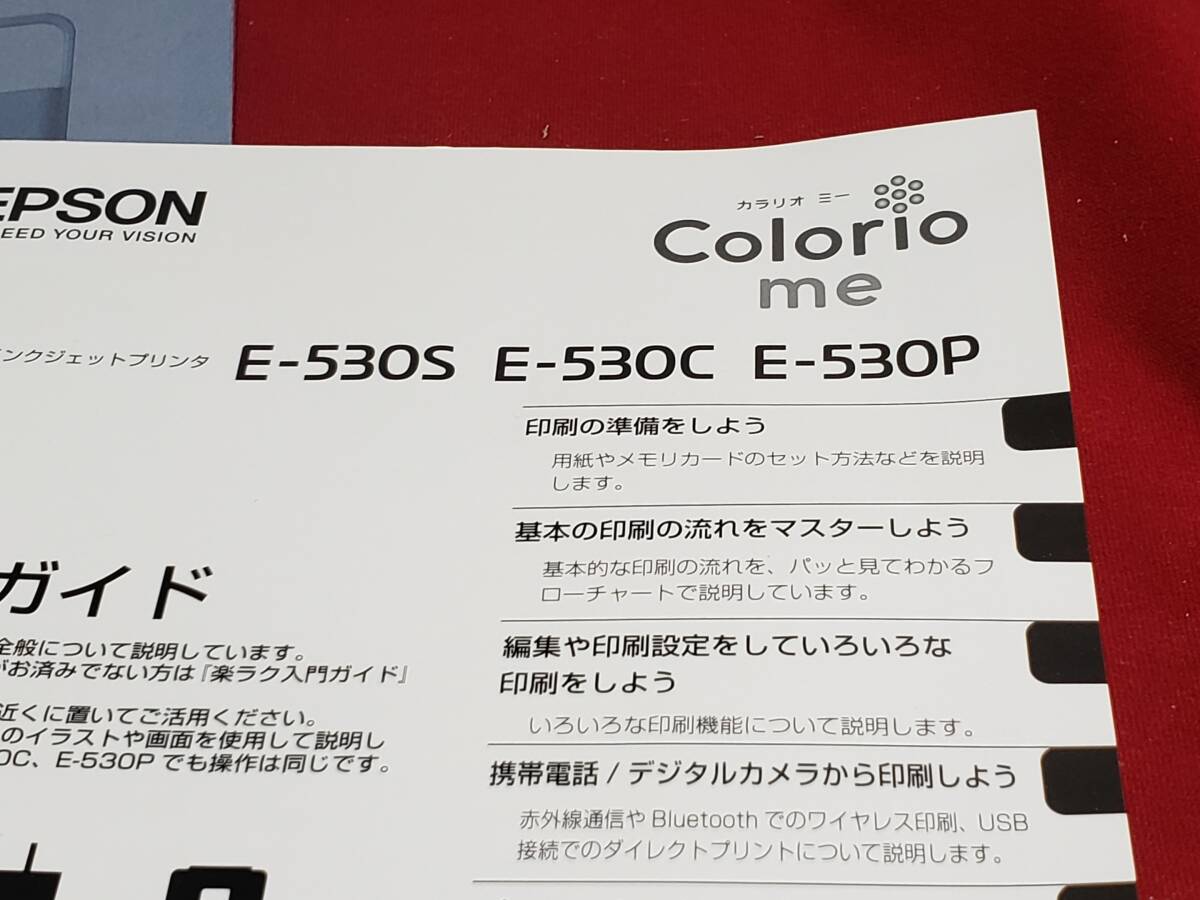 EPSON
EED YOUR VISION
カラリオ ミー
Colorio
me
ンクジェットプリンタ E-530S E-530C E-530P
印刷の準備をしよう
用紙やメモリカードのセット方法などを説明
します。
基本の印刷の流れをマスターしよう
基本的な印刷の流れを、パッと見てわかるフ
ローチャートで説明しています。
編集や印刷設定をしていろいろな
印刷をしよう
いろいろな印刷機能について説明します。
携帯電話 / デジタルカメラから印刷しよう
赤外線通信や Bluetooth でのワイヤレス印刷、USB
接続でのダイレクトプリントについて説明します。
ガイド
全般について説明しています。
がお済みでない方は『楽ラク入門ガイド』
近くに置いてご活用ください。
のイラストや画面を使用して説明し
0C、E-530P でも操作は同じです。